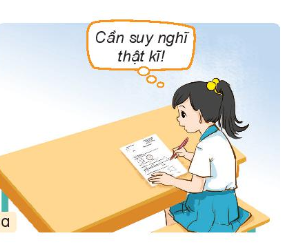 Cần suy nghĩ
thật kĩ!
a